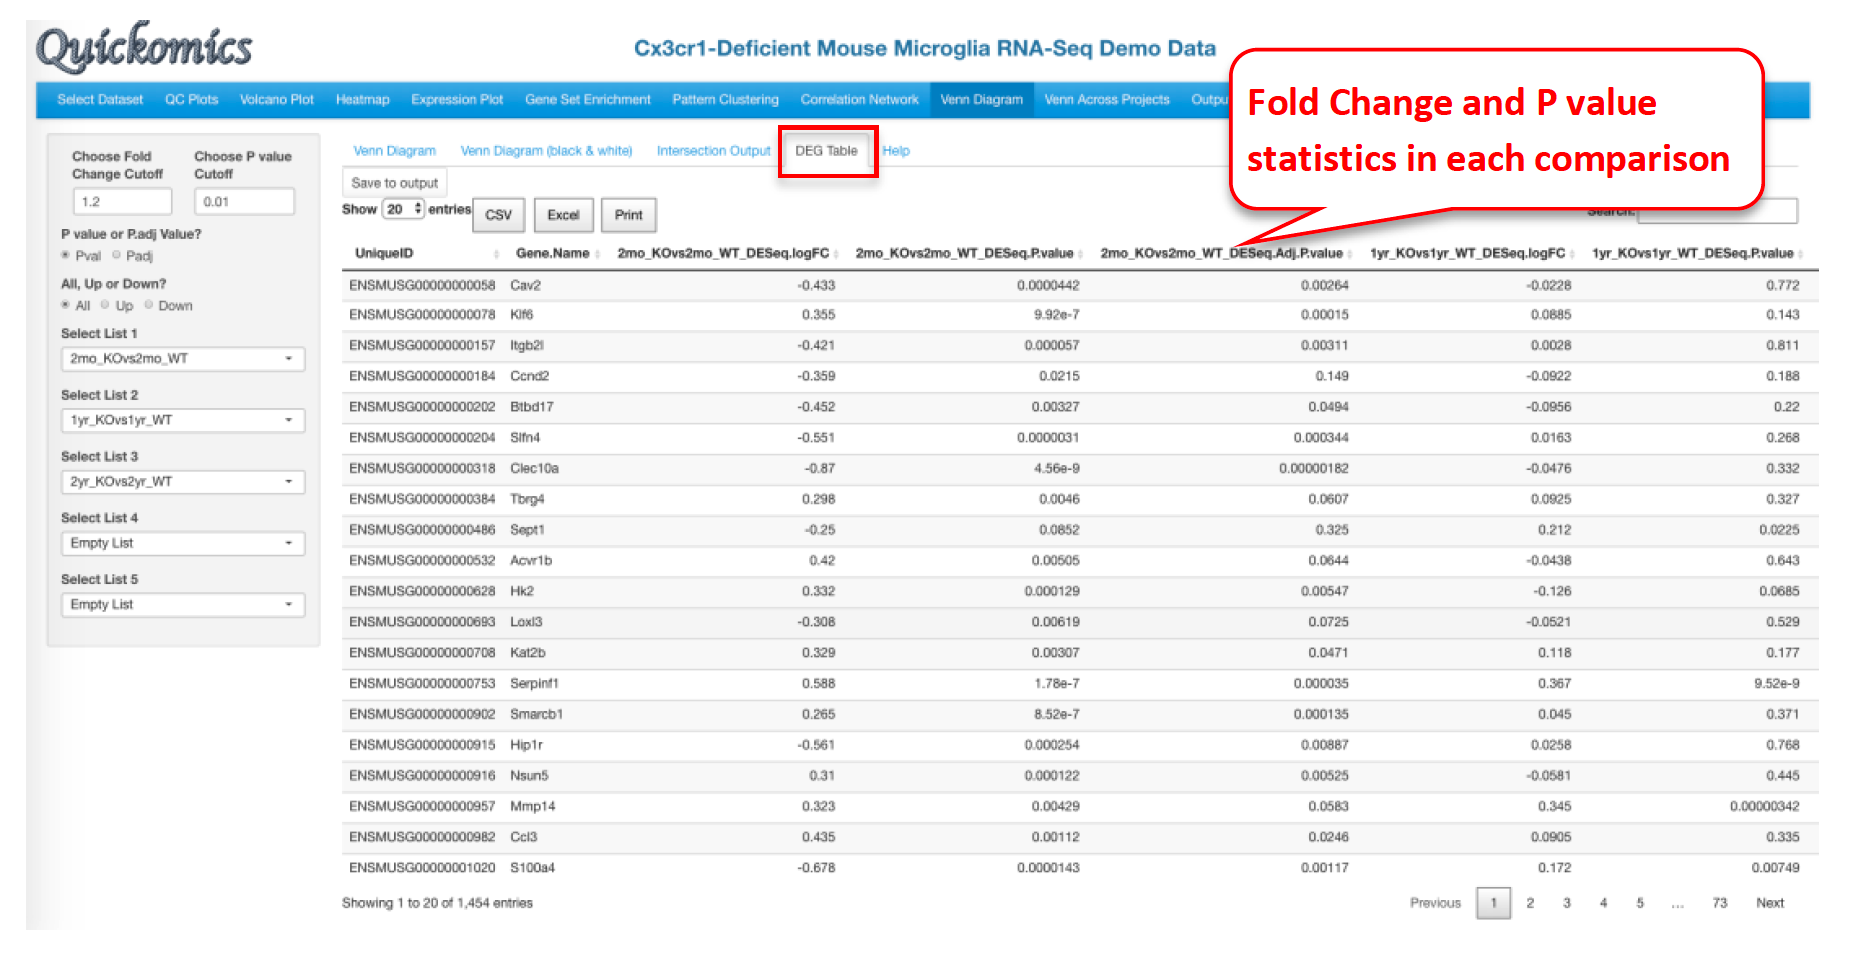 Quickomics
Cx3cr1-Deficient Mouse Microglia RNA-Seq Demo Data
Select Dataset QC Plots Volcano Plot Heatmap Expression Plot Gene Set Enrichment Pattern Clustering Correlation Network Venn Diagram Venn Across Projects Outpu
Fold Change and P value
statistics in each comparison
Choose Fold Change Cutoff
1.2
Choose P value Cutoff
0.01
P value or P.adj Value?
Pval Padj
All, Up or Down?
All Up Down
Select List 1
2mo_KOvs2mo_WT
Select List 2
1yr_KOvs1yr_WT
Select List 3
2yr_KOvs2yr_WT
Select List 4
Empty List
Select List 5
Empty List
Venn Diagram Venn Diagram (black & white) Intersection Output DEG Table Help
Save to output
Show 20 entries CSV Excel Print
Search:
UniqueID Gene.Name 2mo_KOvs2mo_WT_DESeq.logFC 2mo_KOvs2mo_WT_DESeq.P.value 2mo_KOvs2mo_WT_DESeq.Adj.P.value 1yr_KOvs1yr_WT_DESeq.logFC 1yr_KOvs1yr_WT_DESeq.P.value
ENSMUSG00000000058 Cav2 -0.433 0.0000442 0.00264 -0.0228 0.772
ENSMUSG00000000078 Klf6 0.355 9.92e-7 0.00015 0.0885 0.143
ENSMUSG00000000157 Itgb2l -0.421 0.000057 0.00311 0.0028 0.811
ENSMUSG00000000184 Ccnd2 -0.359 0.0215 0.149 -0.0922 0.188
ENSMUSG00000000202 Btbd17 -0.452 0.00327 0.0494 -0.0956 0.22
ENSMUSG00000000204 Slfn4 -0.551 0.0000031 0.000344 0.0163 0.268
ENSMUSG00000000318 Clec10a -0.87 4.56e-9 0.00000182 -0.0476 0.332
ENSMUSG00000000384 Tbrg4 0.298 0.0046 0.0607 0.0925 0.327
ENSMUSG00000000486 Sept1 -0.25 0.0852 0.325 0.212 0.0225
ENSMUSG00000000532 Acvr1b 0.42 0.00505 0.0644 -0.0438 0.643
ENSMUSG00000000628 Hk2 0.332 0.000129 0.00547 -0.126 0.0685
ENSMUSG00000000693 Loxl3 -0.308 0.00619 0.0725 -0.0521 0.529
ENSMUSG00000000708 Kat2b 0.329 0.00307 0.0471 0.118 0.177
ENSMUSG00000000753 Serpinf1 0.588 1.78e-7 0.000035 0.367 9.52e-9
ENSMUSG00000000902 Smarcb1 0.265 8.52e-7 0.000135 0.045 0.371
ENSMUSG00000000915 Hip1r -0.561 0.000254 0.00887 0.0258 0.768
ENSMUSG00000000916 Nsun5 0.31 0.000122 0.00525 -0.0581 0.445
ENSMUSG00000000957 Mmp14 0.323 0.00429 0.0583 0.345 0.00000342
ENSMUSG00000000982 Ccl3 0.435 0.00112 0.0246 0.0905 0.335
ENSMUSG00000001020 S100a4 -0.678 0.0000143 0.00117 0.172 0.00749
Showing 1 to 20 of 1,454 entries
Previous 1 2 3 4 5 ... 73 Next